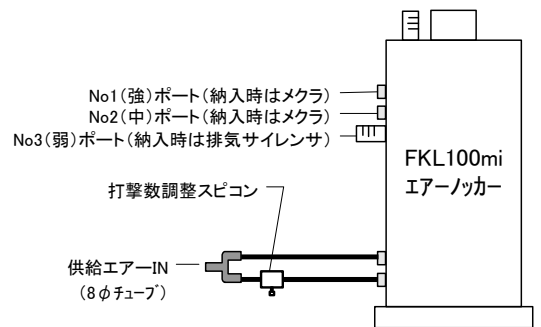 No1(強)ポート(納入時はメクラ)
No2(中)ポート(納入時はメクラ)
No3(弱)ポート(納入時は排気サイレンサ)
FKL100mi
エアーノッカー
打撃数調整スピコン
供給エアーIN
(8φチューブ)